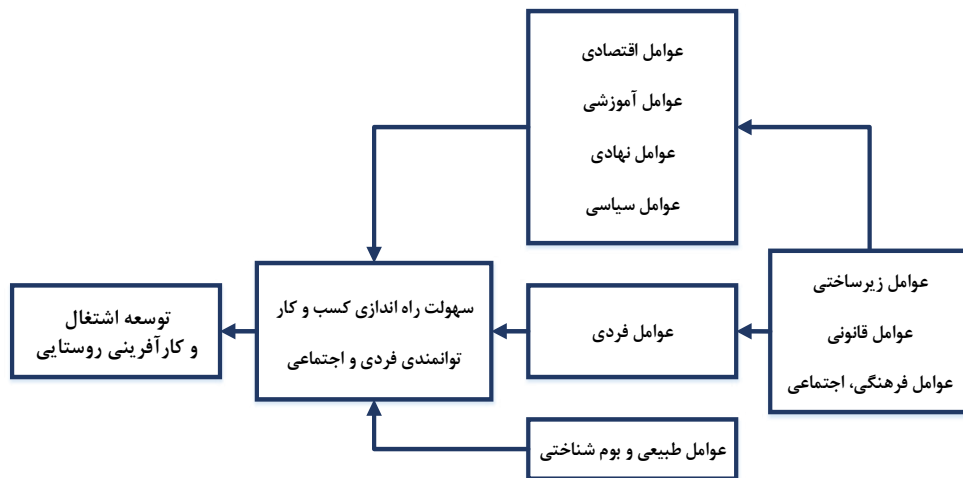 عوامل اقتصادی
عوامل آموزشی
عوامل نهادی
عوامل سیاسی
عوامل زیرساختی
عوامل قانونی
عوامل فرهنگی، اجتماعی
عوامل فردی
سهولت راه اندازی کسب و کار
توانمندی فردی و اجتماعی
توسعه اشتغال
و کارآفرینی روستایی
عوامل طبیعی و بوم شناختی